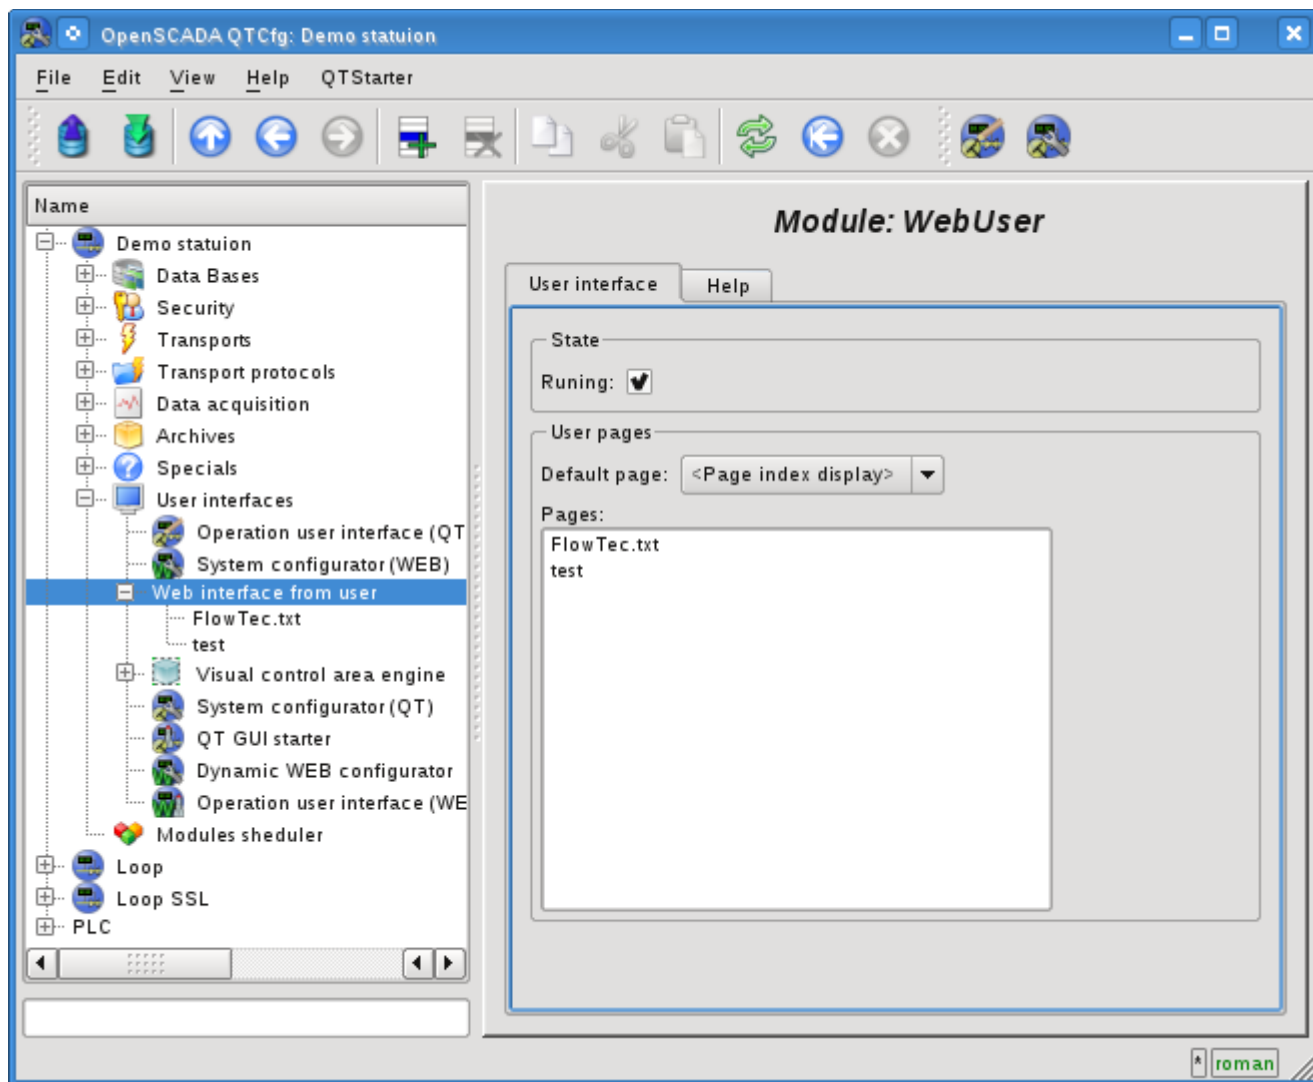 OpenSCADA QTCfg: Demo statuion
File Edit View Help QTStarter
Name
Demo statuion
Data Bases
Security
Transports
Transport protocols
Data acquisition
Archives
Specials
User interfaces
Operation user interface (QT
System configurator (WEB)
Web interface from user
FlowTec.txt
test
Visual control area engine
System configurator (QT)
QT GUI starter
Dynamic WEB configurator
Operation user interface (WE
Modules sheduler
Loop
Loop SSL
PLC
Module: WebUser
User interface Help
State
Runing:
User pages
Default page: <Page index display>
Pages:
FlowTec.txt
test
* roman